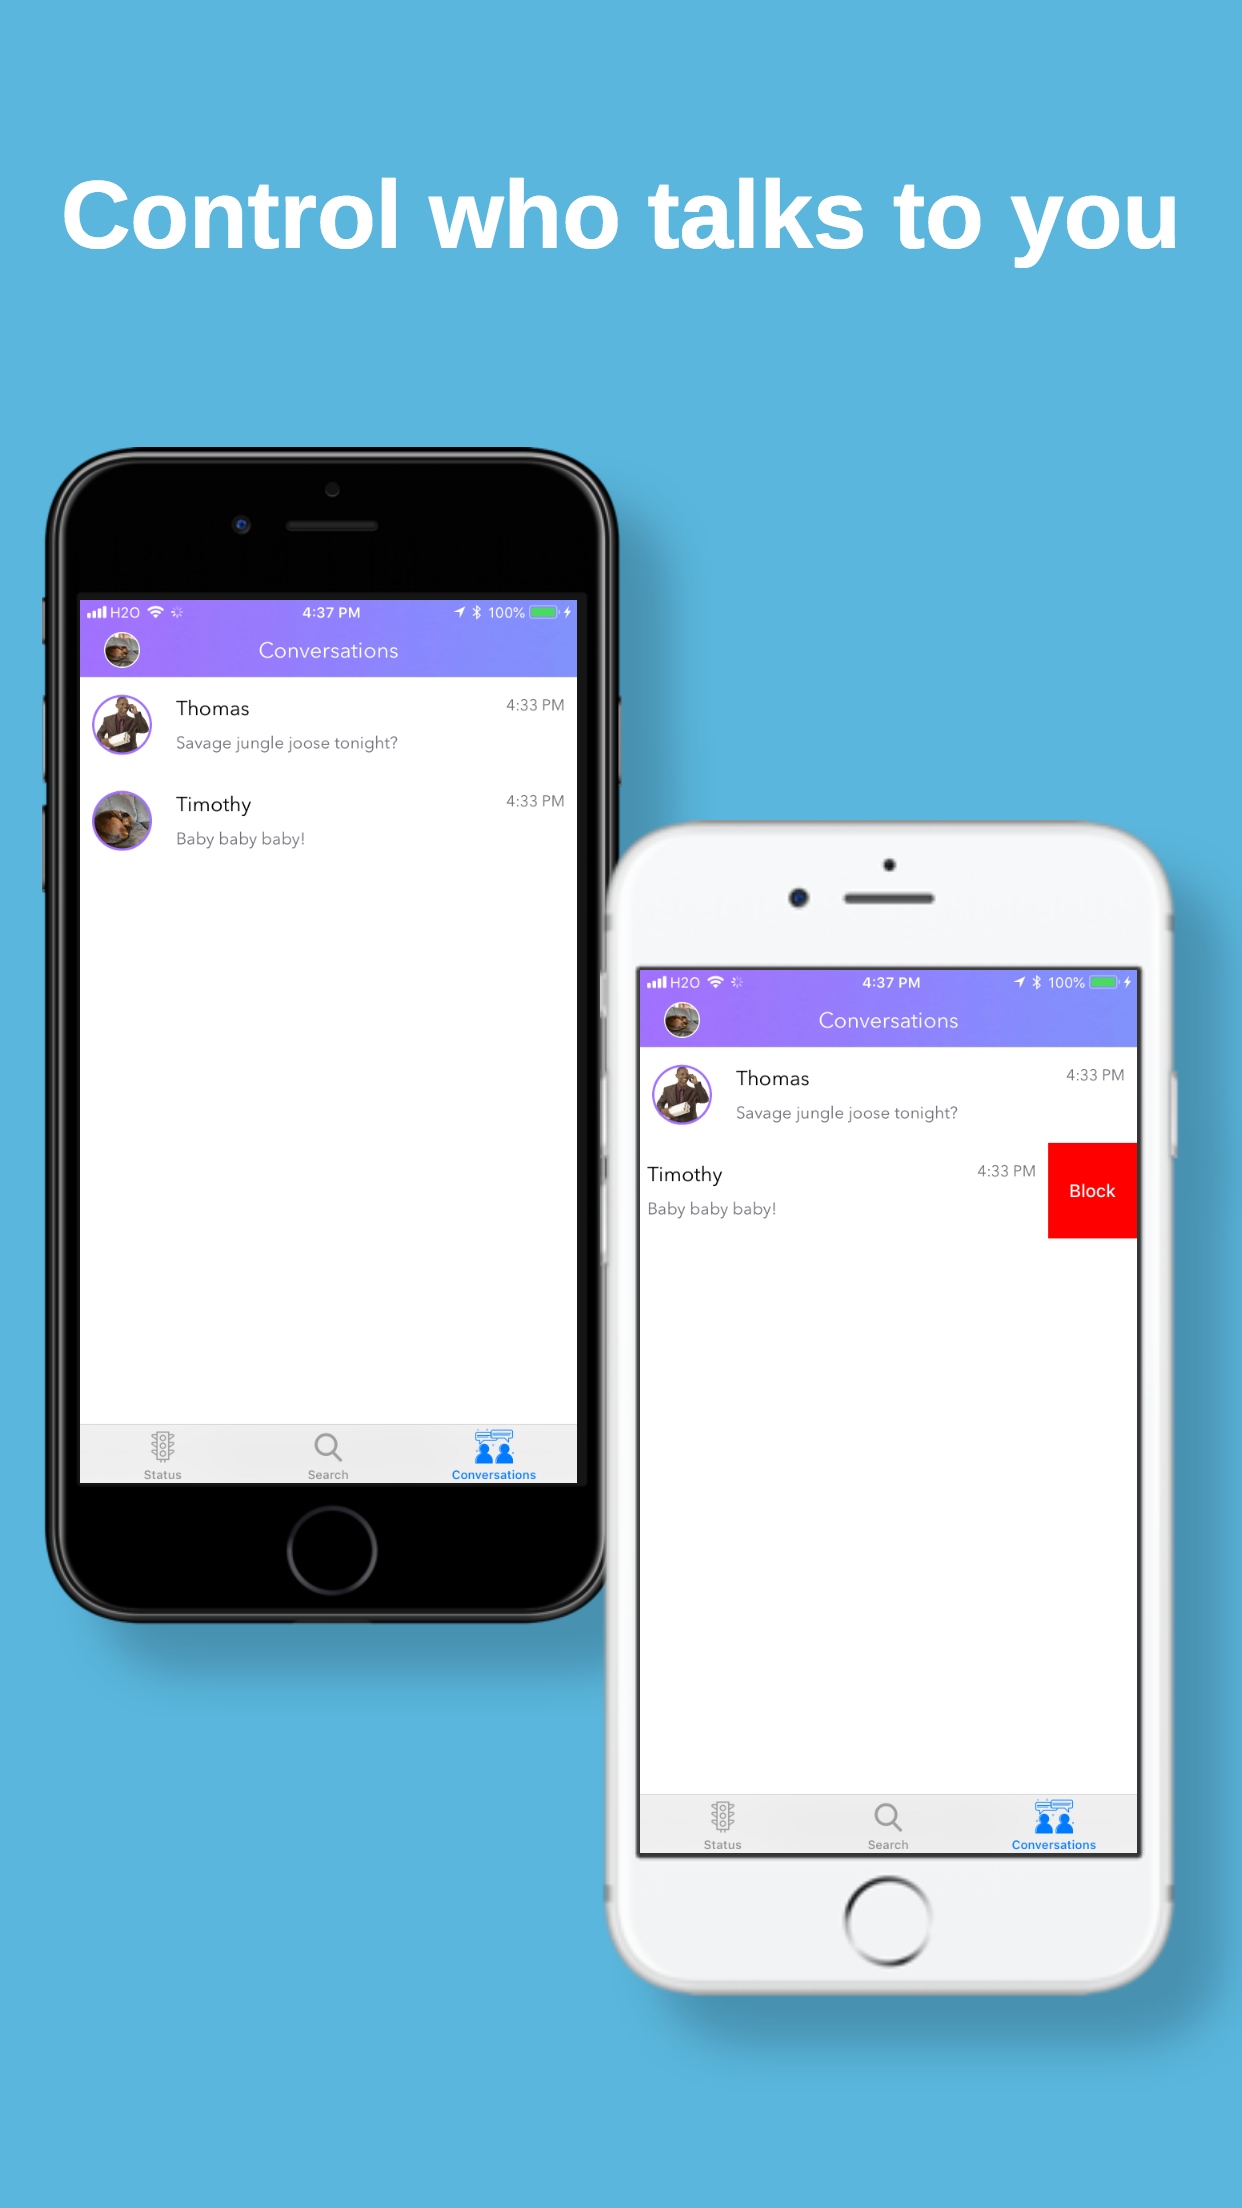 Control who talks to you
H2O 4:37 PM 100%
Conversations
Thomas 4:33 PM
Savage jungle joose tonight?
Timothy 4:33 PM
Baby baby baby!
Status Search Conversations
H2O 4:37 PM 100%
Conversations
Thomas 4:33 PM
Savage jungle joose tonight?
Timothy 4:33 PM
Block
Baby baby baby!
Status Search Conversations